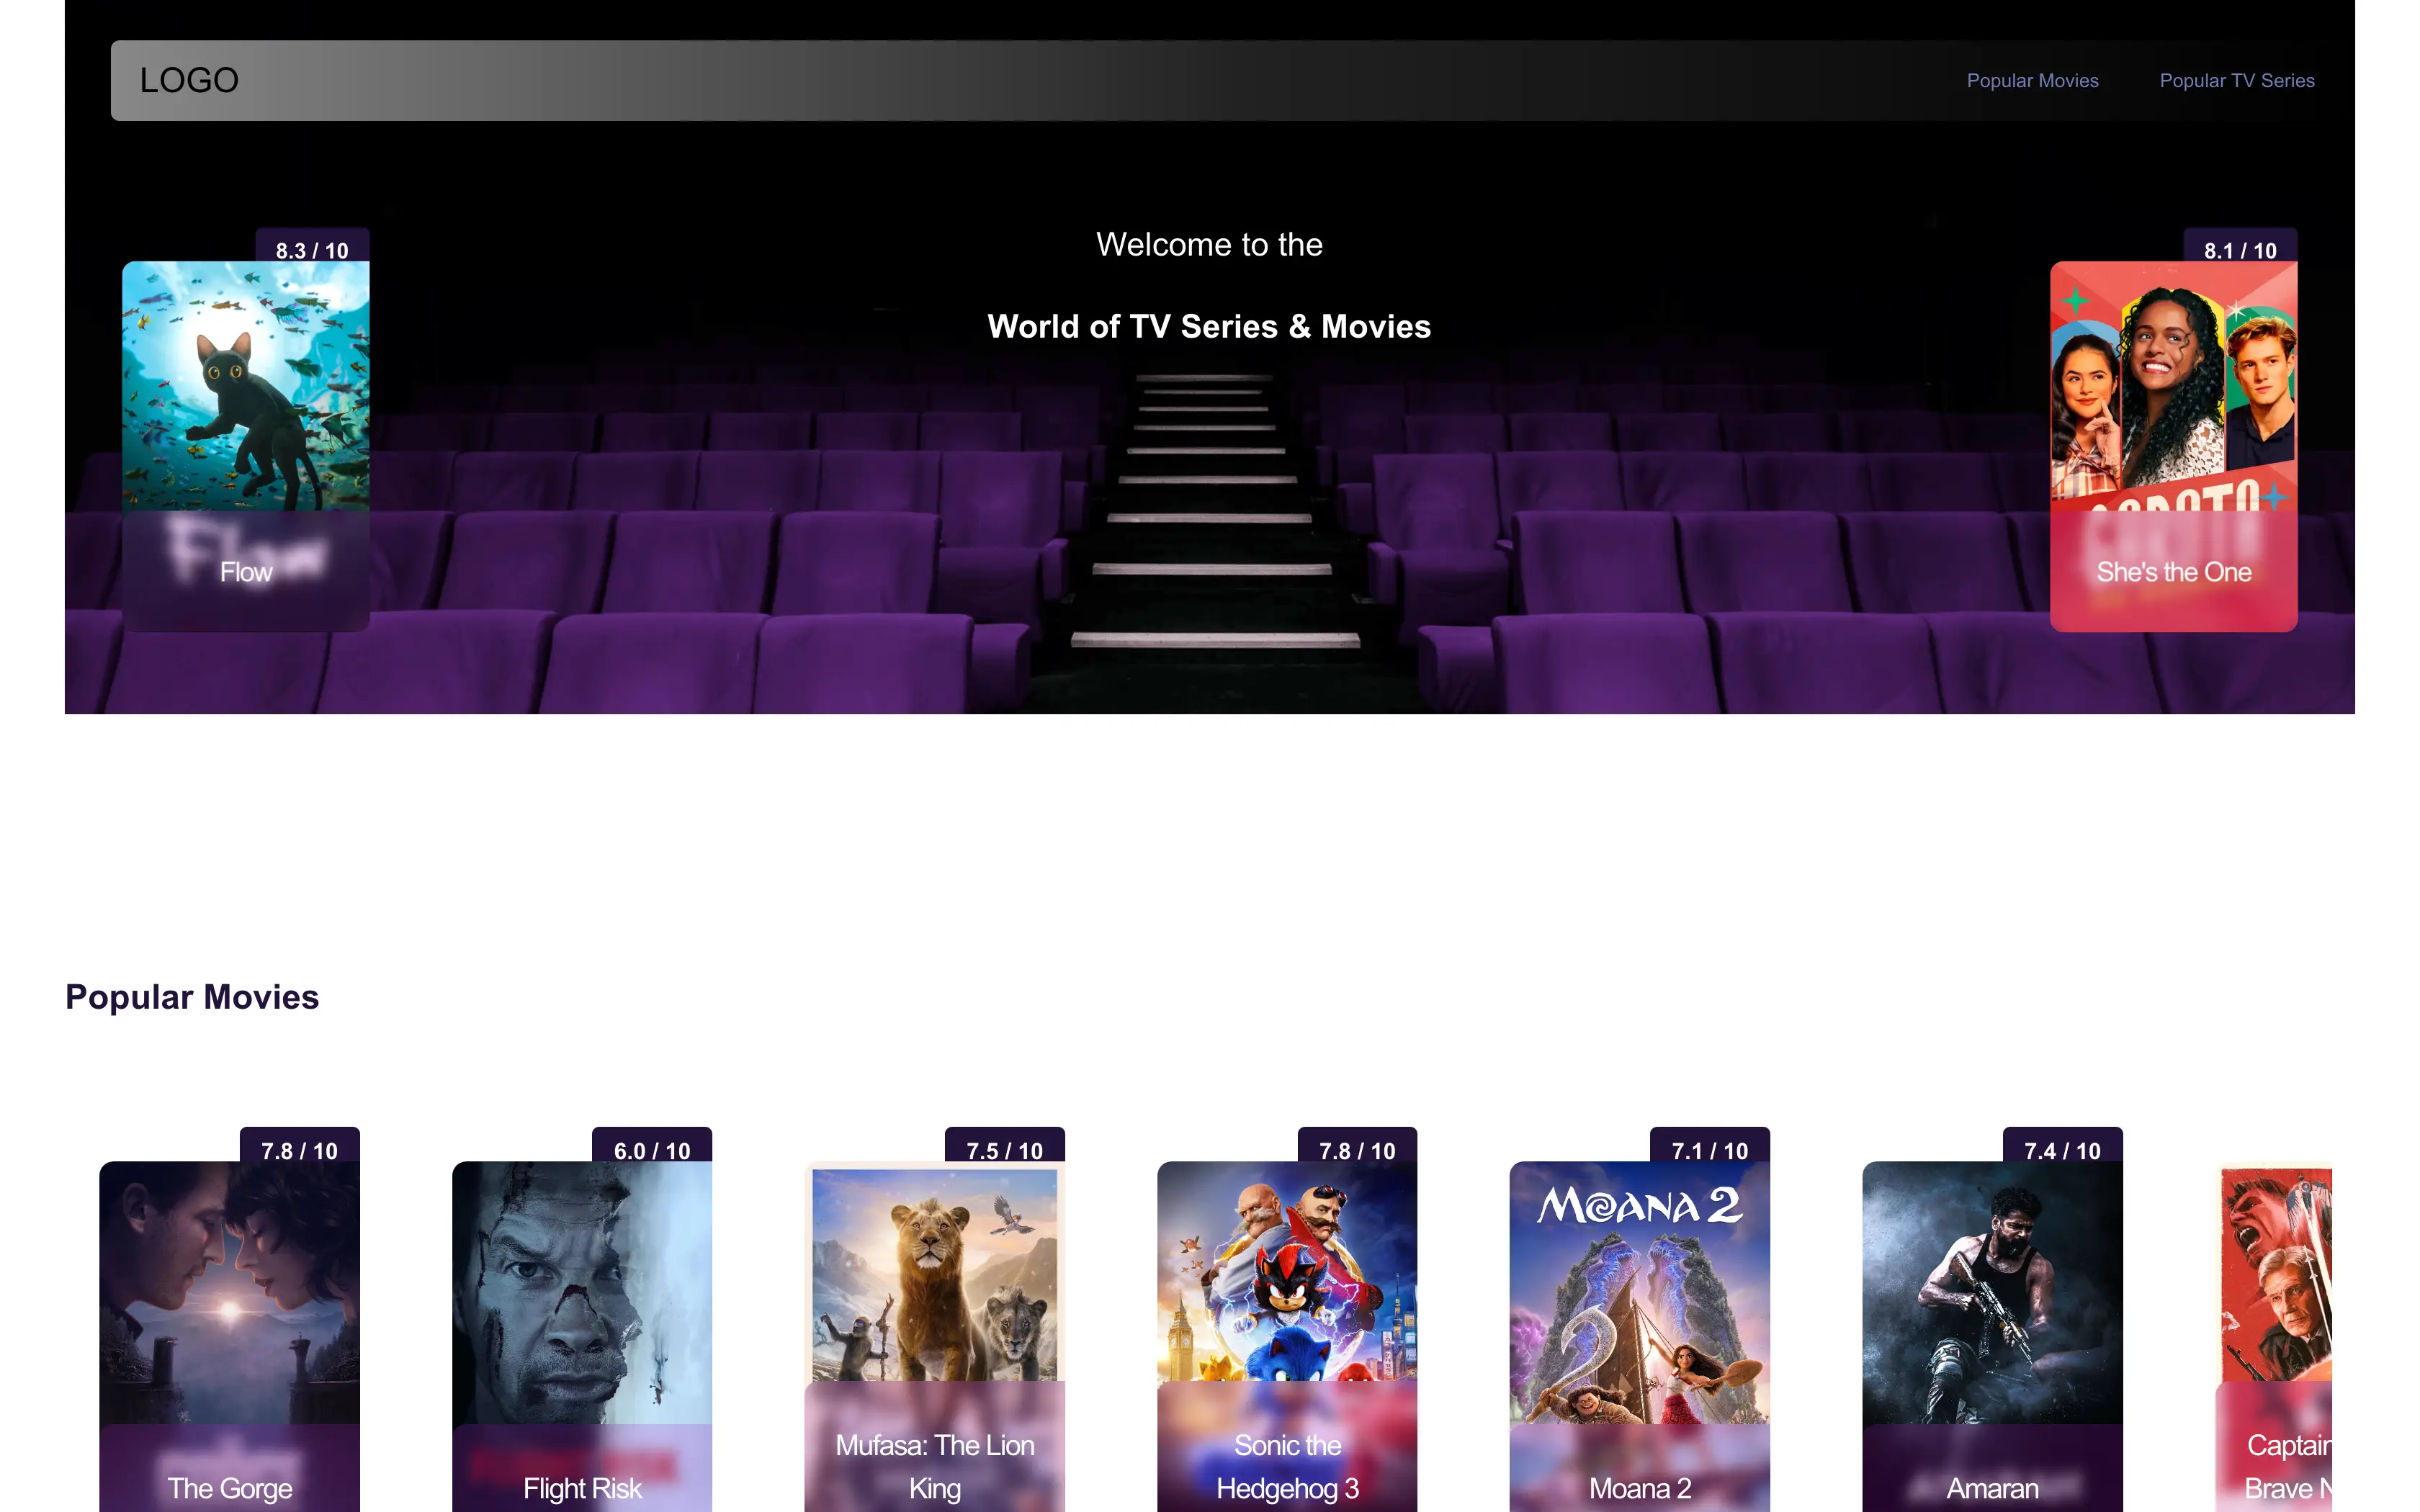 LOGO
Popular Movies
Popular TV Series
8.3 / 10
Flow
Welcome to the
World of TV Series & Movies
8.1 / 10
She's the One
Popular Movies
7.8 / 10
The Gorge
6.0 / 10
Flight Risk
7.5 / 10
Mufasa: The Lion
King
7.8 / 10
Sonic the
Hedgehog 3
7.1 / 10
MOANA 2
Moana 2
7.4 / 10
Amaran
Captain
Brave N